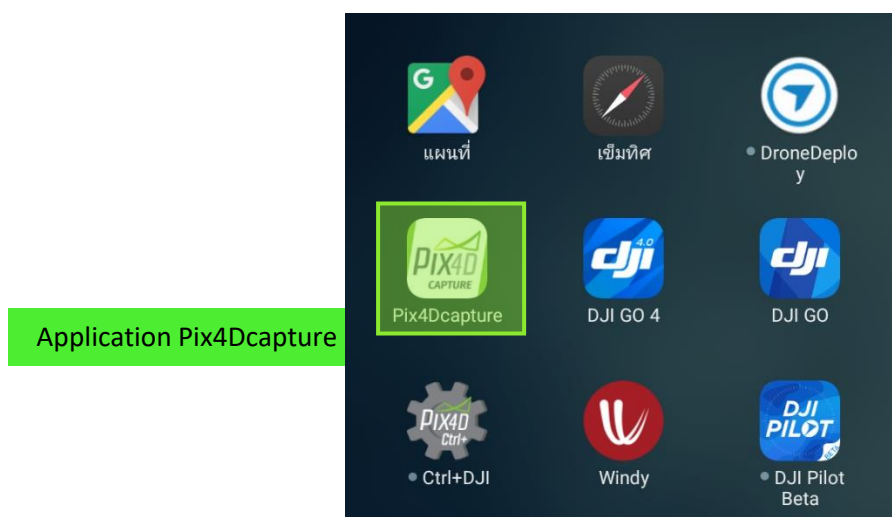 G
แผนที่
เข็มทิศ
DroneDeplo
y
PIX4D
CAPTURE
Pix4Dcapture
dji 4.0
DJI GO 4
dji
DJI GO
Application Pix4Dcapture
PIX4D
Ctrl+
Ctrl+DJI
Windy
DJI
PILOT
BETA
DJI Pilot
Beta